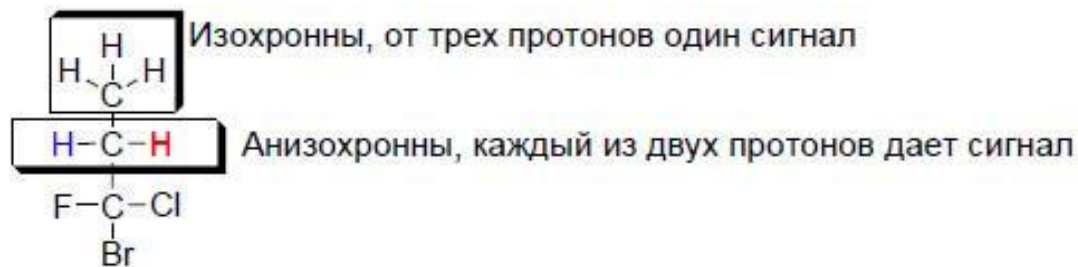 H Изохронны, от трех протонов один сигнал
H H
C
H-C-H Анизохронны, каждый из двух протонов дает сигнал
F-C-Cl
Br